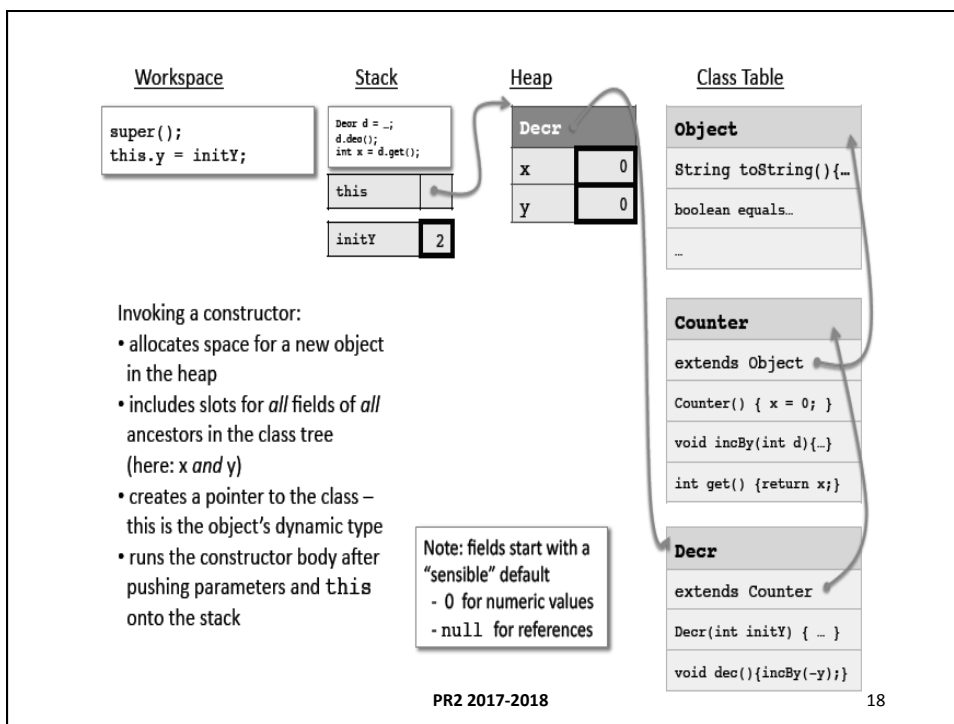 Workspace
super();
this.y = initY;
Stack
Decr d = _;
d.dec();
int x = d.get();
this
initY 2
Heap
Decr
x 0
y 0
Class Table
Object
String toString(){…
boolean equals…
…
Counter
extends Object
Counter() { x = 0; }
void incBy(int d){…}
int get() {return x;}
Decr
extends Counter
Decr(int initY) { … }
void dec(){incBy(-y);}
Invoking a constructor:
• allocates space for a new object
in the heap
• includes slots for all fields of all
ancestors in the class tree
(here: x and y)
• creates a pointer to the class –
this is the object’s dynamic type
• runs the constructor body after
pushing parameters and this
onto the stack
Note: fields start with a
“sensible” default
- 0 for numeric values
- null for references
PR2 2017-2018
18